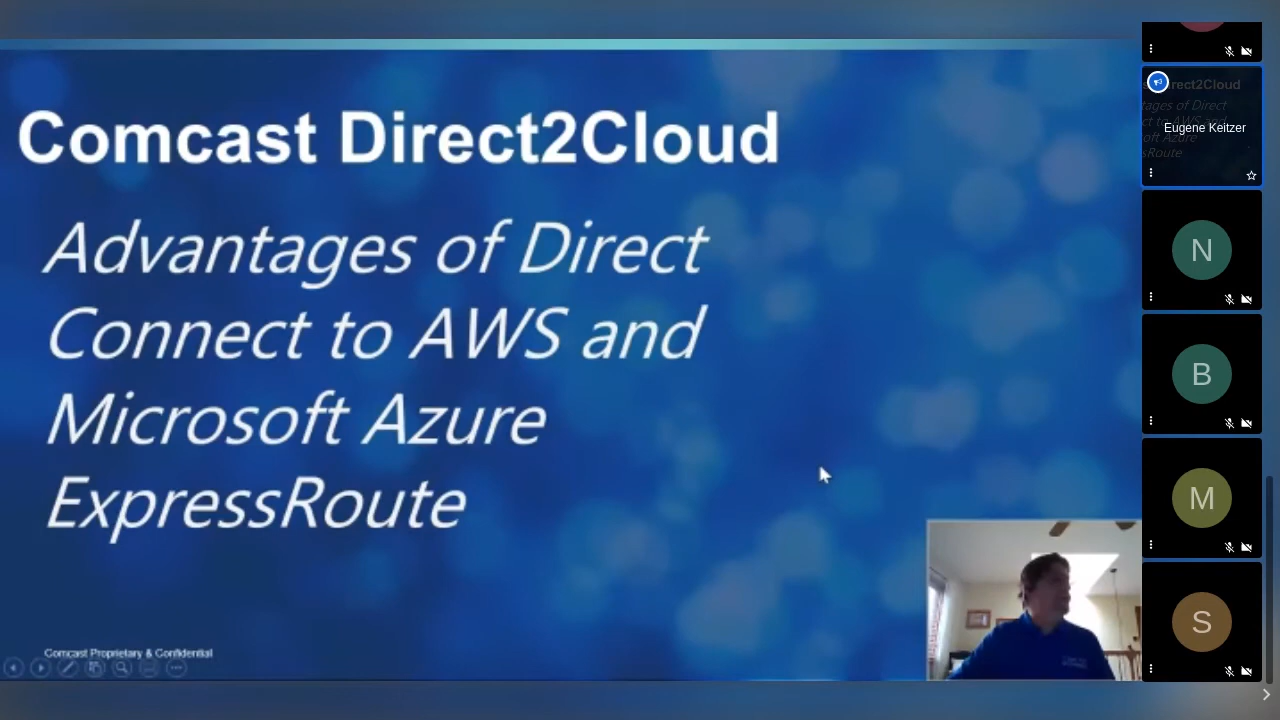 Comcast Direct2Cloud
Advantages of Direct
Connect to AWS and
Microsoft Azure
ExpressRoute
Comcast Proprietary & Confidential
Eugene Keitzer
N
B
M
S